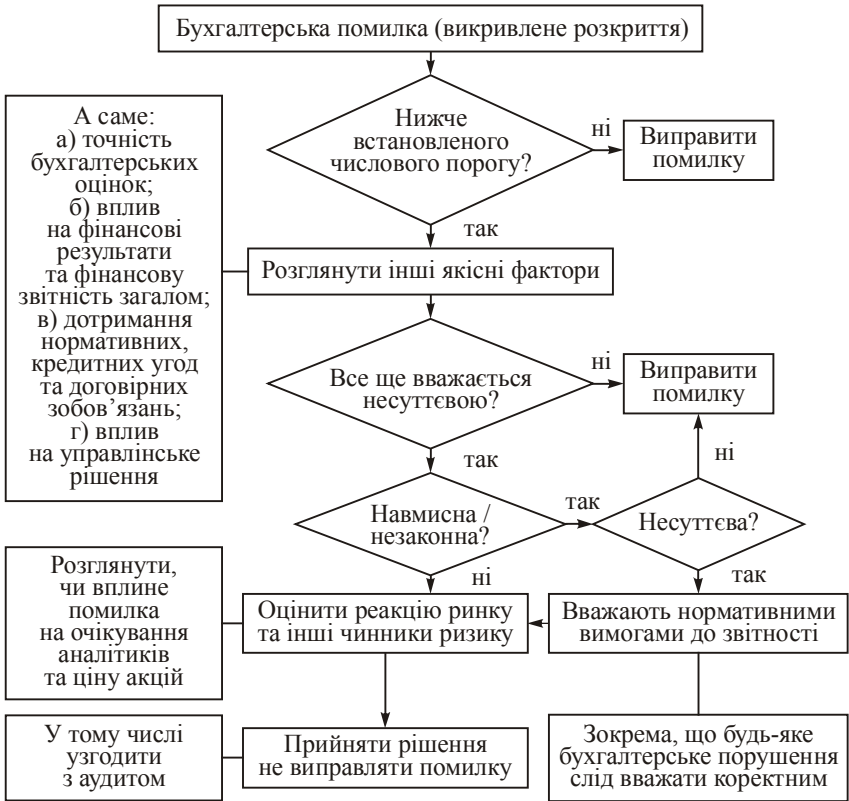 Бухгалтерська помилка (викривлене розкриття)
А саме:
а) точність
бухгалтерських
оцінок;
б) вплив
на фінансові
результати
та фінансову
звітність загалом;
в) дотримання
нормативних,
кредитних угод
та договірних
зобов’язань;
г) вплив
на управлінське
рішення
Нижче
встановленого
числового порогу?
ні
Виправити
помилку
так
Розглянути інші якісні фактори
Все ще вважається
несуттєвою?
ні
Виправити
помилку
так
ні
Навмисна /
незаконна?
так
Несуттєва?
ні
так
Розглянути,
чи вплине
помилка
на очікування
аналітиків
та ціну акцій
Оцінити реакцію ринку
та інші чинники ризику
Вважають нормативними
вимогами до звітності
У тому числі
узгодити
з аудитом
Прийняти рішення
не виправляти помилку
Зокрема, що будь-яке
бухгалтерське порушення
слід вважати коректним